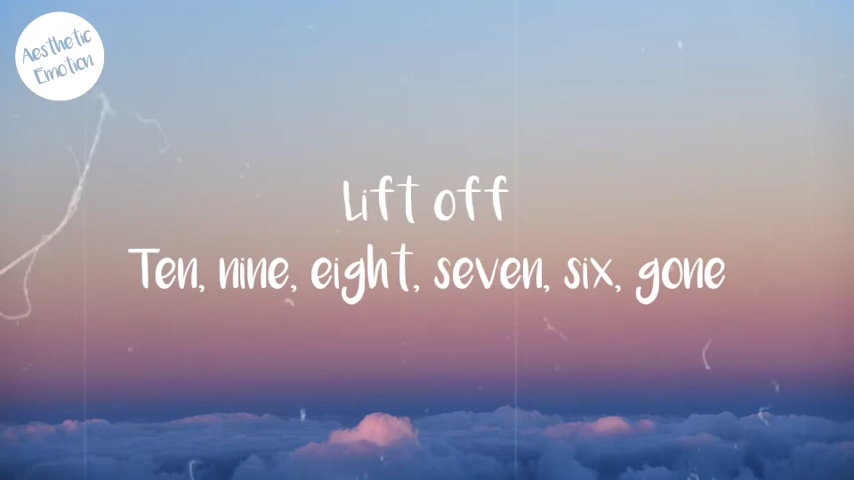 Aesthetic
Emotion
Lift off
Ten, nine, eight, seven, six, gone